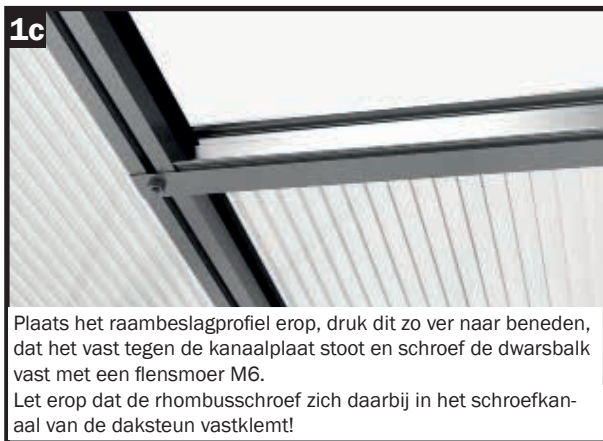 1c
Plaats het raambeslagprofiel erop, druk dit zo ver naar beneden,
dat het vast tegen de kanaalplaat stoot en schroef de dwarsbalk
vast met een flensmoer M6.
Let erop dat de rhombusschroef zich daarbij in het schroefkan-
aal van de daksteun vastklemt!